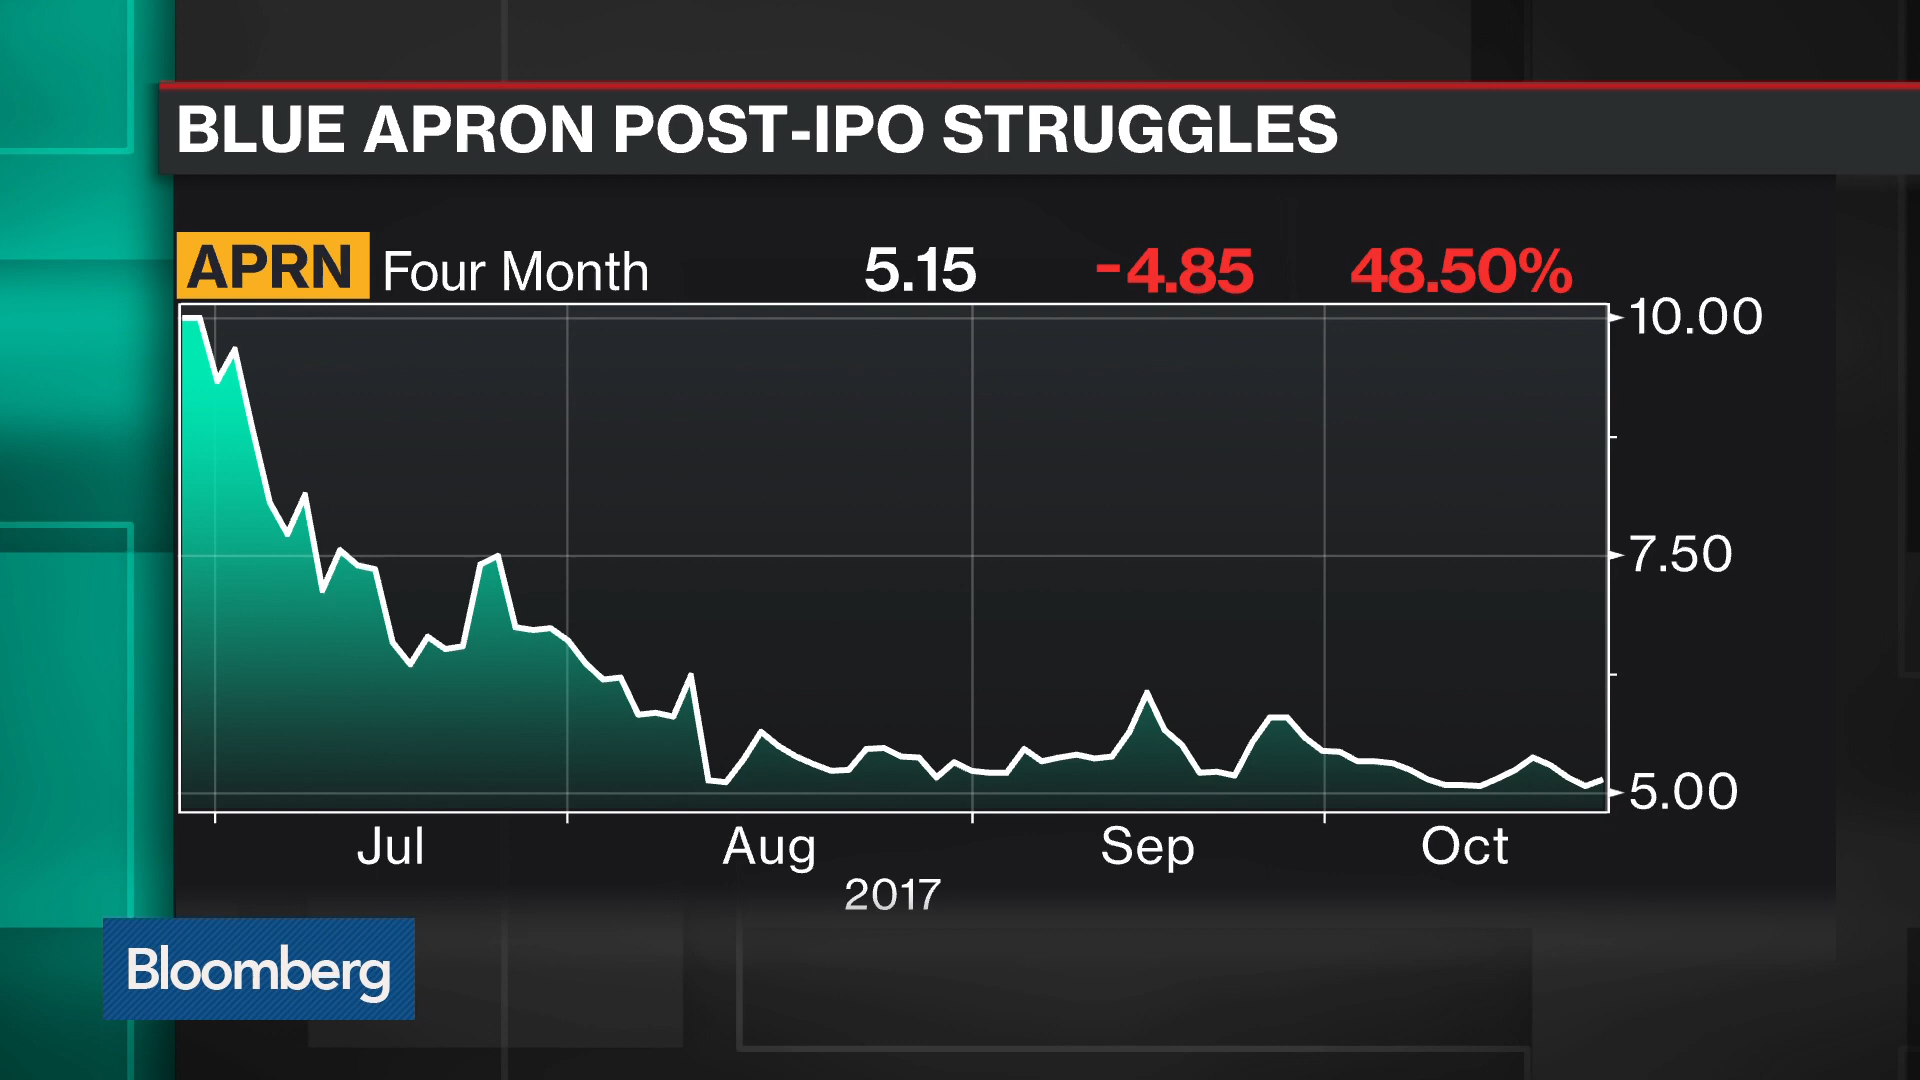 BLUE APRON POST-IPO STRUGGLES
APRN Four Month 5.15 -4.85 48.50%
10.00
7.50
5.00
Jul Aug Sep Oct
2017
Bloomberg